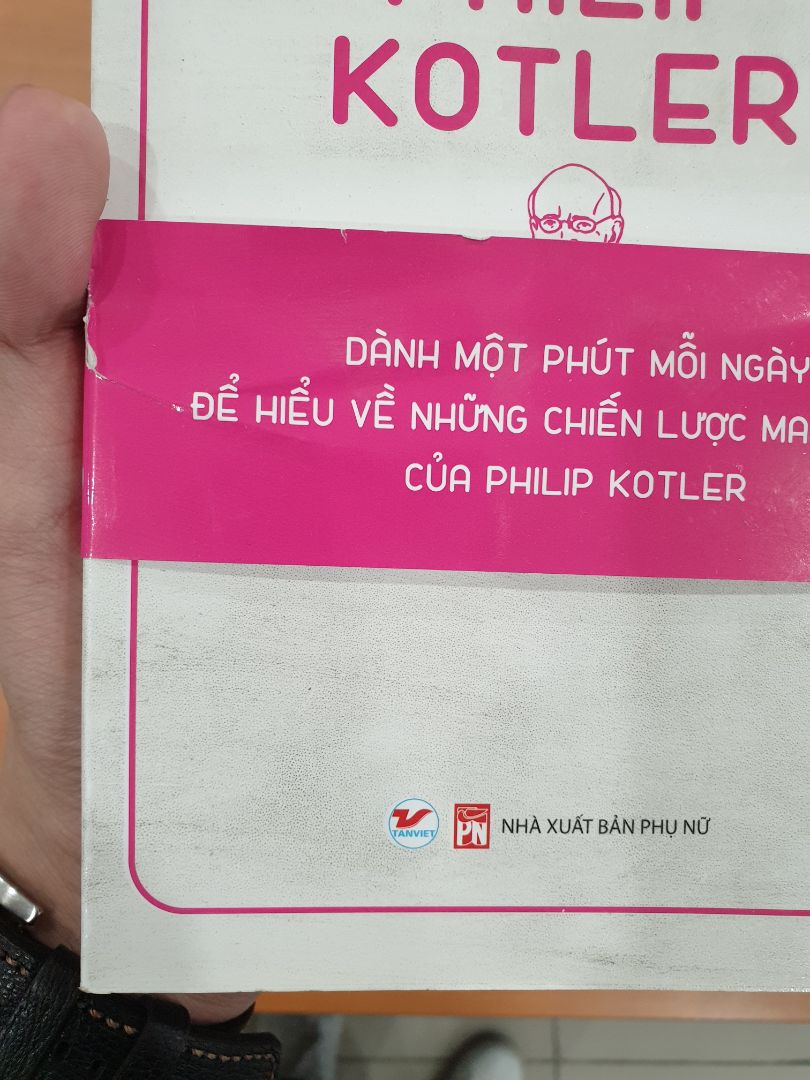 PHILIP
KOTLER
DÀNH MỘT PHÚT MỖI NGÀY
ĐỂ HIỂU VỀ NHỮNG CHIẾN LƯỢC
CỦA PHILIP KOTLER
TANVIET
PN
NHÀ XUẤT BẢN PHỤ NỮ